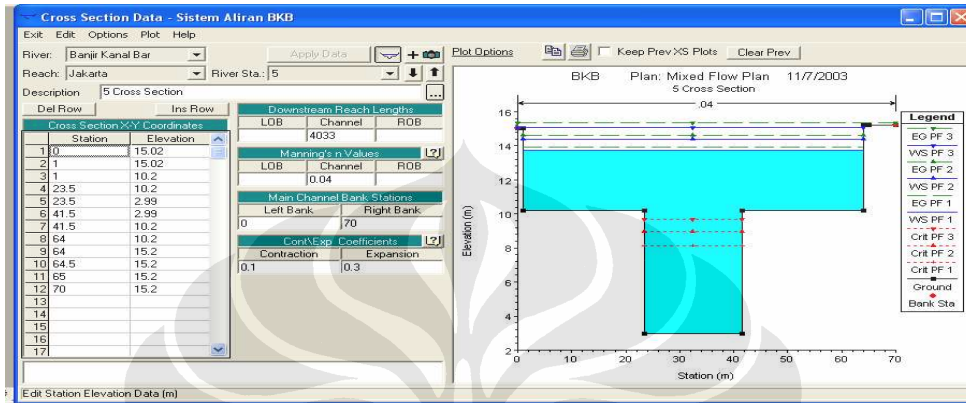 Cross Section Data - Sistem Aliran BKB
Exit Edit Options Plot Help
River: Banjir Kanal Bar Apply Data
Reach: Jakarta River Sta.: 5
Description 5 Cross Section ...
Del Row Ins Row
Cross Section X-Y Coordinates
Station Elevation
1 0 15.02
2 1 15.02
3 1 10.2
4 23.5 10.2
5 23.5 2.99
6 41.5 2.99
7 41.5 10.2
8 64 10.2
9 64 15.2
10 64.5 15.2
11 65 15.2
12 70 15.2
13
14
15
16
17
Downstream Reach Lengths
LOB Channel ROB
4033
Manning's n Values ?
LOB Channel ROB
0.04
Main Channel Bank Stations
Left Bank Right Bank
0 70
Cont\Exp Coefficients ?
Contraction Expansion
0.1 0.3
Edit Station Elevation Data (m)
Plot Options Keep Prev XS Plots Clear Prev
BKB Plan: Mixed Flow Plan 11/7/2003
5 Cross Section
.04
16
14
12
10
8
6
4
2
Elevation (m)
0 10 20 30 40 50 60 70
Station (m)
Legend
EG PF 3
WS PF 3
EG PF 2
WS PF 2
EG PF 1
WS PF 1
Crit PF 3
Crit PF 2
Crit PF 1
Ground
Bank Sta